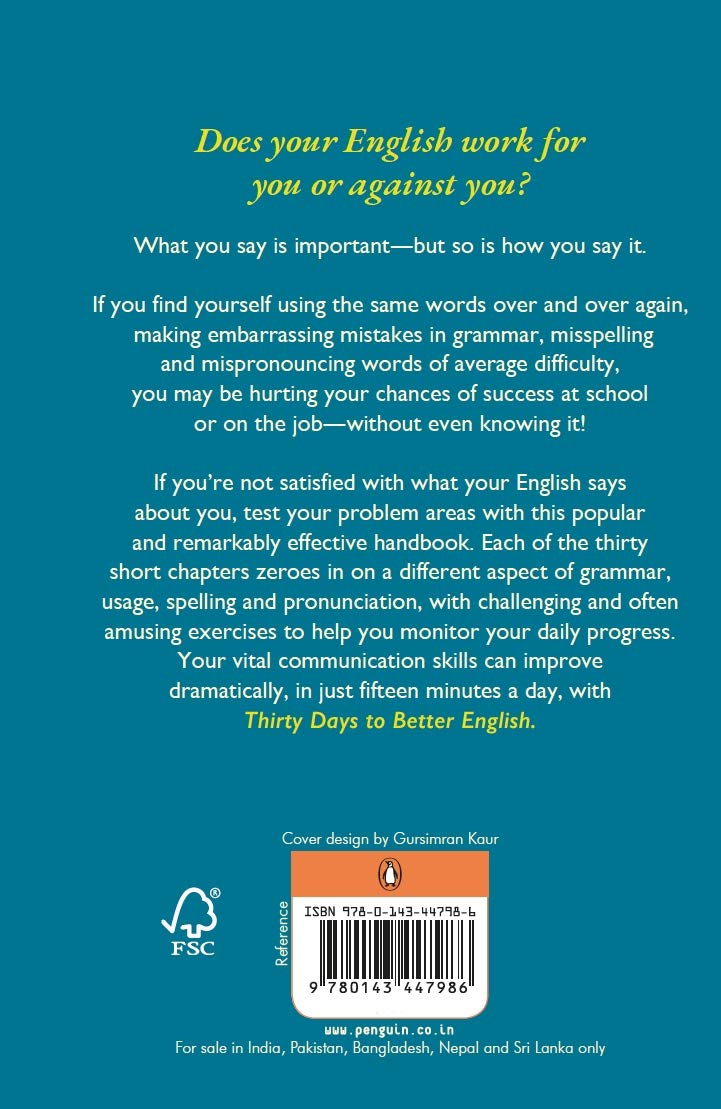 Does your English work for
you or against you?
What you say is important—but so is how you say it.
If you find yourself using the same words over and over again,
making embarrassing mistakes in grammar, misspelling
and mispronouncing words of average difficulty,
you may be hurting your chances of success at school
or on the job—without even knowing it!
If you’re not satisfied with what your English says
about you, test your problem areas with this popular
and remarkably effective handbook. Each of the thirty
short chapters zeroes in on a different aspect of grammar,
usage, spelling and pronunciation, with challenging and often
amusing exercises to help you monitor your daily progress.
Your vital communication skills can improve
dramatically, in just fifteen minutes a day, with
Thirty Days to Better English.
Cover design by Gursimran Kaur
ISBN 978-0-143-44798-6
Reference
9 780143 447986
®
FSC
www.penguin.co.in
For sale in India, Pakistan, Bangladesh, Nepal and Sri Lanka only